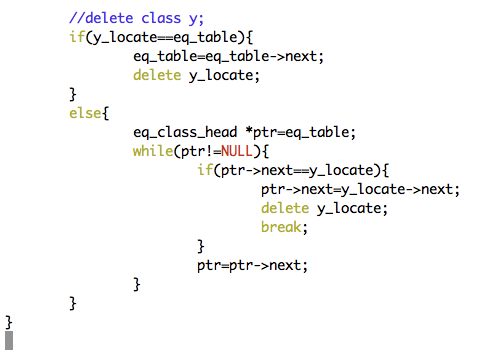 //delete class y;
if(y_locate==eq_table){
eq_table=eq_table->next;
delete y_locate;
}
else{
eq_class_head *ptr=eq_table;
while(ptr!=NULL){
if(ptr->next==y_locate){
ptr->next=y_locate->next;
delete y_locate;
break;
}
ptr=ptr->next;
}
}
}